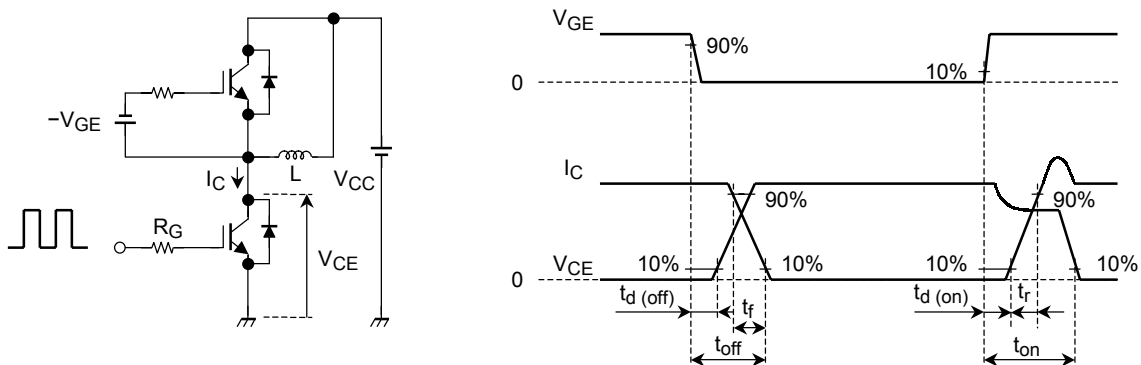 −VGE
IC
L
VCC
RG
VCE
VGE
90%
10%
0
IC
90%
90%
VCE
10%
10%
10%
10%
0
td (off)
tf
td (on)
tr
toff
ton